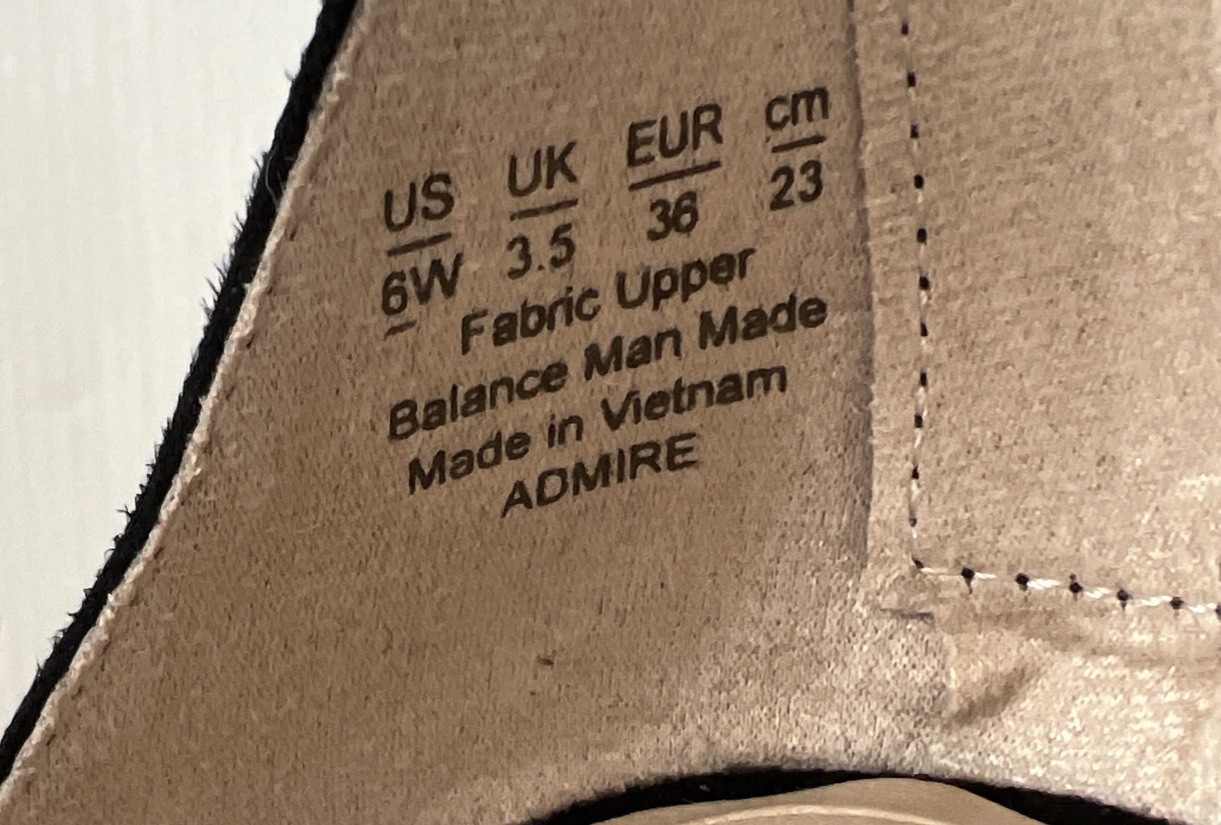 US UK EUR cm
6W 3.5 36 23
Fabric Upper
Balance Man Made
Made in Vietnam
ADMIRE